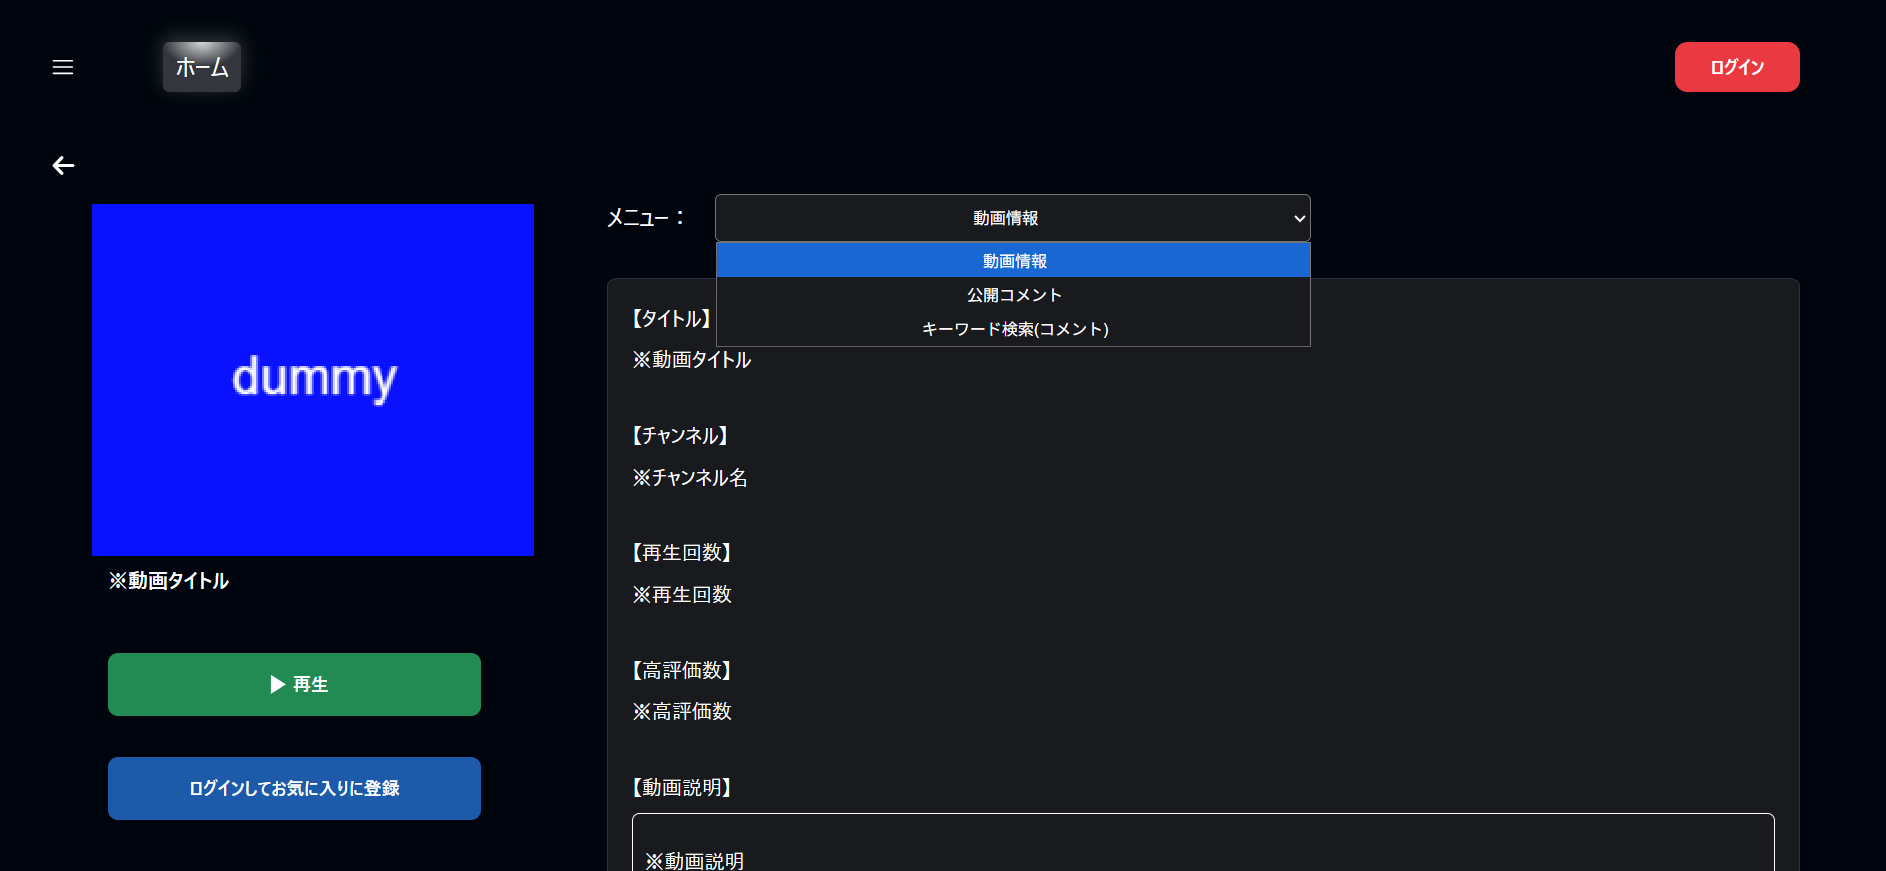 ホーム
ログイン
メニュー：
動画情報
動画情報
公開コメント
キーワード検索(コメント)
dummy
※動画タイトル
▶ 再生
ログインしてお気に入りに登録
【タイトル】
※動画タイトル
【チャンネル】
※チャンネル名
【再生回数】
※再生回数
【高評価数】
※高評価数
【動画説明】
※動画説明